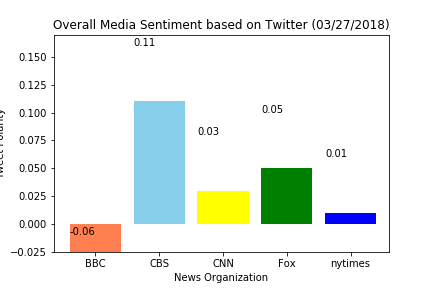 Overall Media Sentiment based on Twitter (03/27/2018)
0.150
0.125
0.100
0.075
0.050
0.025
0.000
−0.025
0.11
0.05
0.03
0.01
-0.06
BBC
CBS
CNN
Fox
nytimes
News Organization